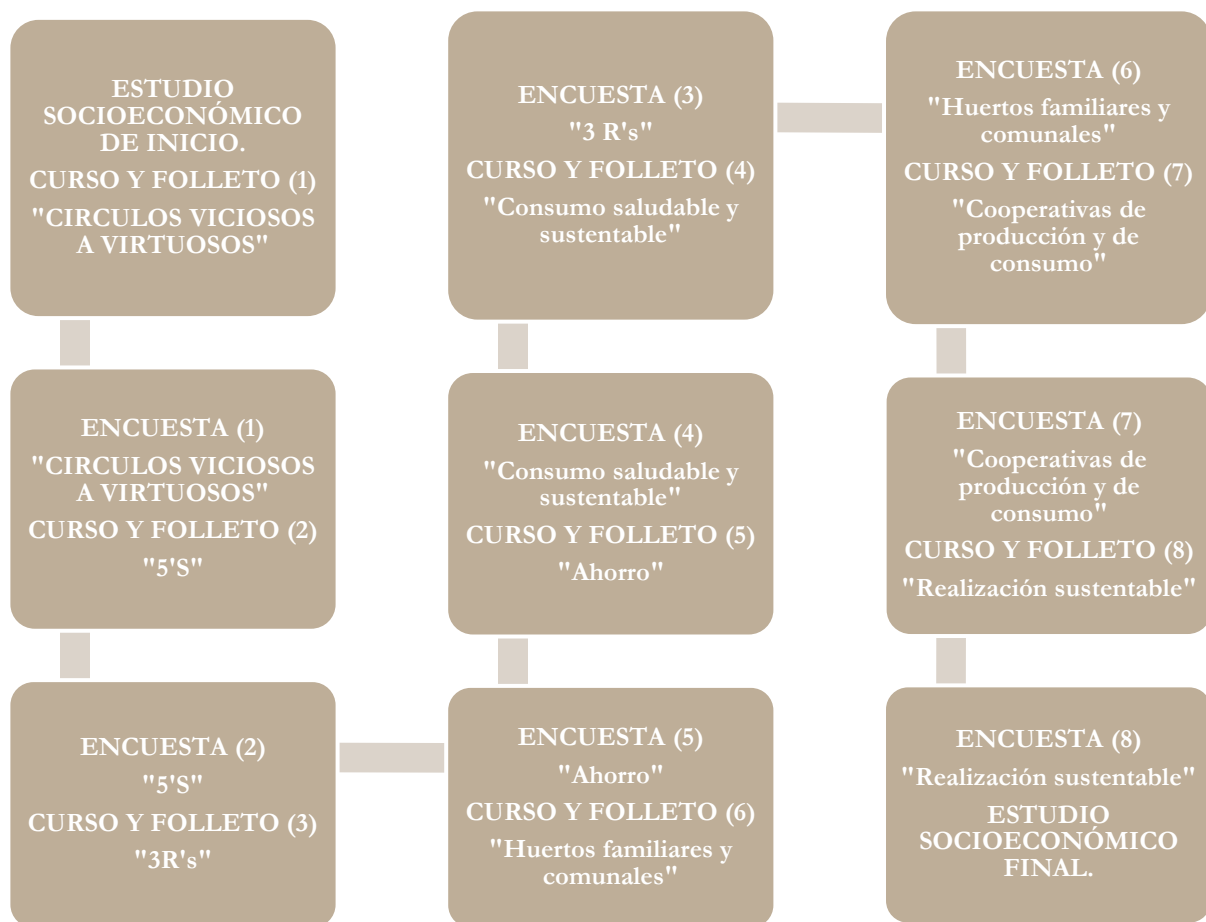 ESTUDIO
SOCIOECONÓMICO
DE INICIO.
CURSO Y FOLLETO (1)
"CIRCULOS VICIOSOS
A VIRTUOSOS"
ENCUESTA (1)
"CIRCULOS VICIOSOS
A VIRTUOSOS"
CURSO Y FOLLETO (2)
"5'S"
ENCUESTA (2)
"5'S"
CURSO Y FOLLETO (3)
"3R's"
ENCUESTA (3)
"3 R's"
CURSO Y FOLLETO (4)
"Consumo saludable y
sustentable"
ENCUESTA (4)
"Consumo saludable y
sustentable"
CURSO Y FOLLETO (5)
"Ahorro"
ENCUESTA (5)
"Ahorro"
CURSO Y FOLLETO (6)
"Huertos familiares y
comunales"
ENCUESTA (6)
"Huertos familiares y
comunales"
CURSO Y FOLLETO (7)
"Cooperativas de
producción y de
consumo"
ENCUESTA (7)
"Cooperativas de
producción y de
consumo"
CURSO Y FOLLETO (8)
"Realización sustentable"
ENCUESTA (8)
"Realización sustentable"
ESTUDIO
SOCIOECONÓMICO
FINAL.